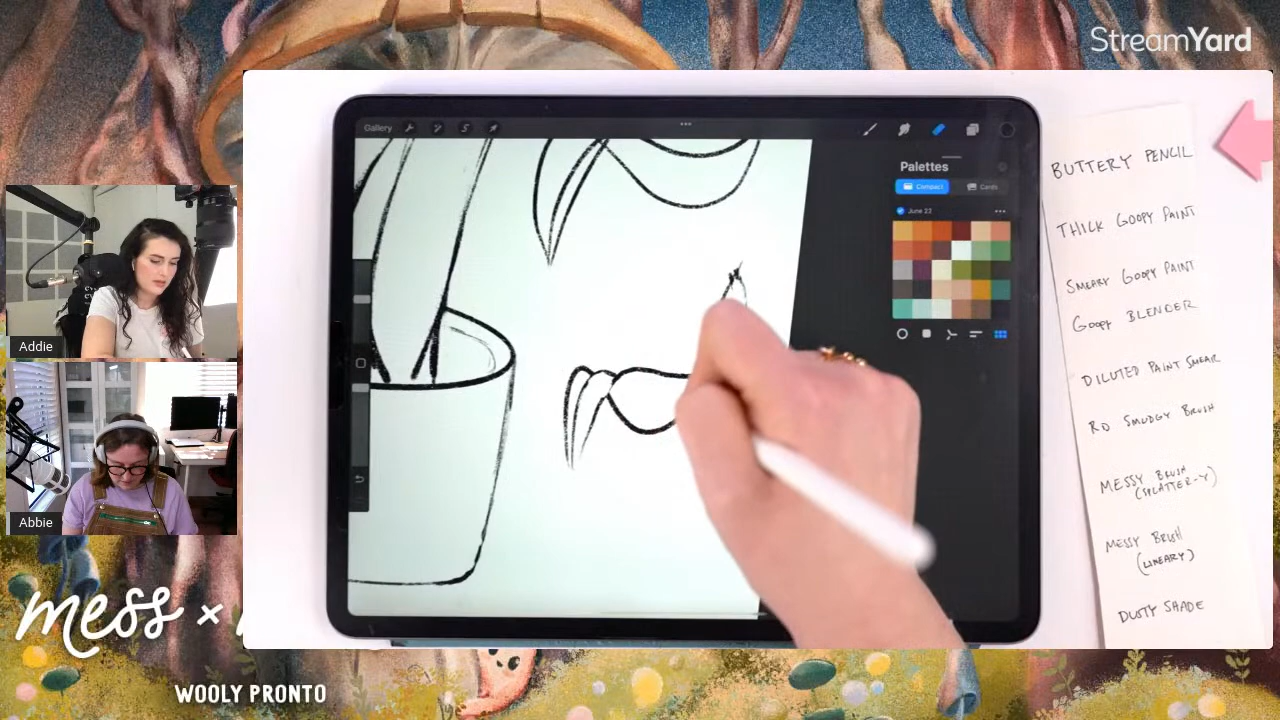 StreamYard
Gallery
Palettes
Compact
Cards
June 22
BUTTERY PENCIL
THICK GOOPY PAINT
SMEARY GOOPY PAINT
GOOPY BLENDER
DILUTED PAINT SMEAR
RO SMUDGY BRUSH
MESSY BRUSH
(SPLATTER-Y)
MESSY BRUSH
(LINEARY)
DUSTY SHADE
Addie
Abbie
mess ×
WOOLY PRONTO